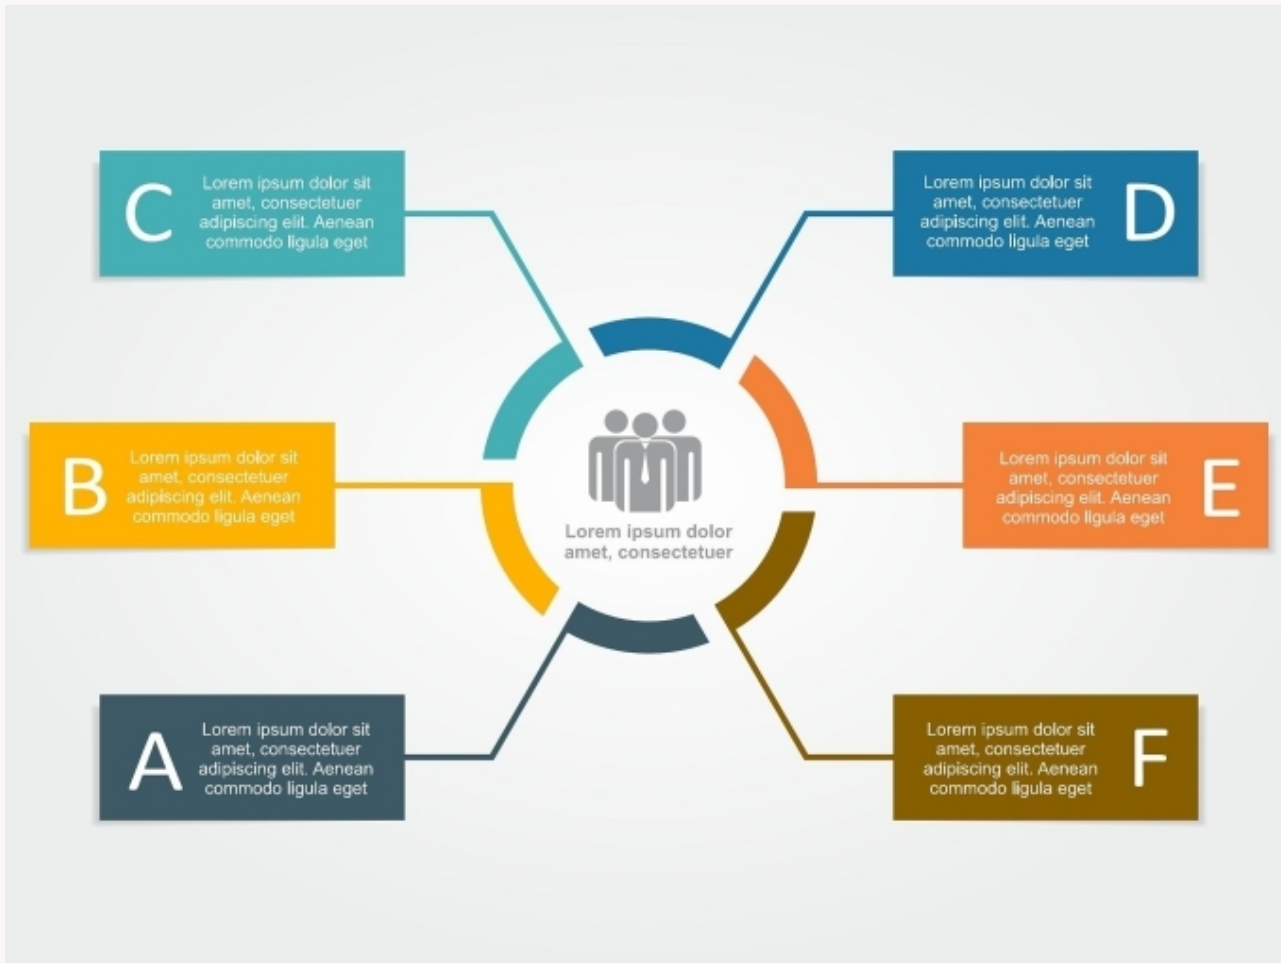 C
Lorem ipsum dolor sit
amet, consectetuer
adipiscing elit. Aenean
commodo ligula eget
Lorem ipsum dolor sit
amet, consectetuer
adipiscing elit. Aenean
commodo ligula eget
D
B
Lorem ipsum dolor sit
amet, consectetuer
adipiscing elit. Aenean
commodo ligula eget
Lorem ipsum dolor
amet, consectetuer
Lorem ipsum dolor sit
amet, consectetuer
adipiscing elit. Aenean
commodo ligula eget
E
A
Lorem ipsum dolor sit
amet, consectetuer
adipiscing elit. Aenean
commodo ligula eget
Lorem ipsum dolor sit
amet, consectetuer
adipiscing elit. Aenean
commodo ligula eget
F